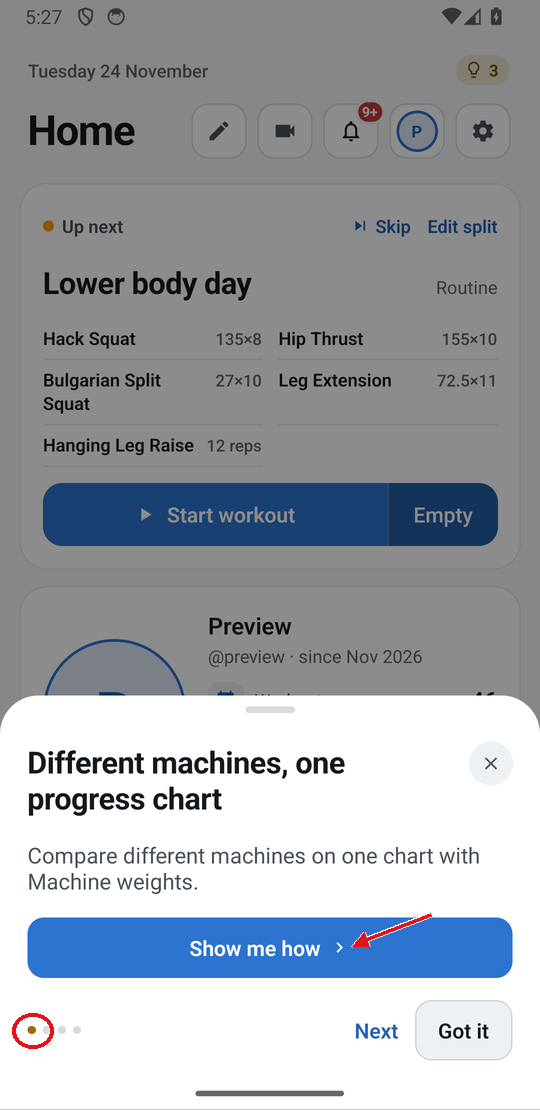 5:27
Tuesday 24 November
3
Home
9+
P
Up next
Skip
Edit split
Lower body day
Routine
Hack Squat 135×8
Hip Thrust 155×10
Bulgarian Split Squat 27×10
Leg Extension 72.5×11
Hanging Leg Raise 12 reps
Start workout
Empty
Preview
@preview · since Nov 2026
Different machines, one
progress chart
Compare different machines on one chart with
Machine weights.
Show me how
Next
Got it